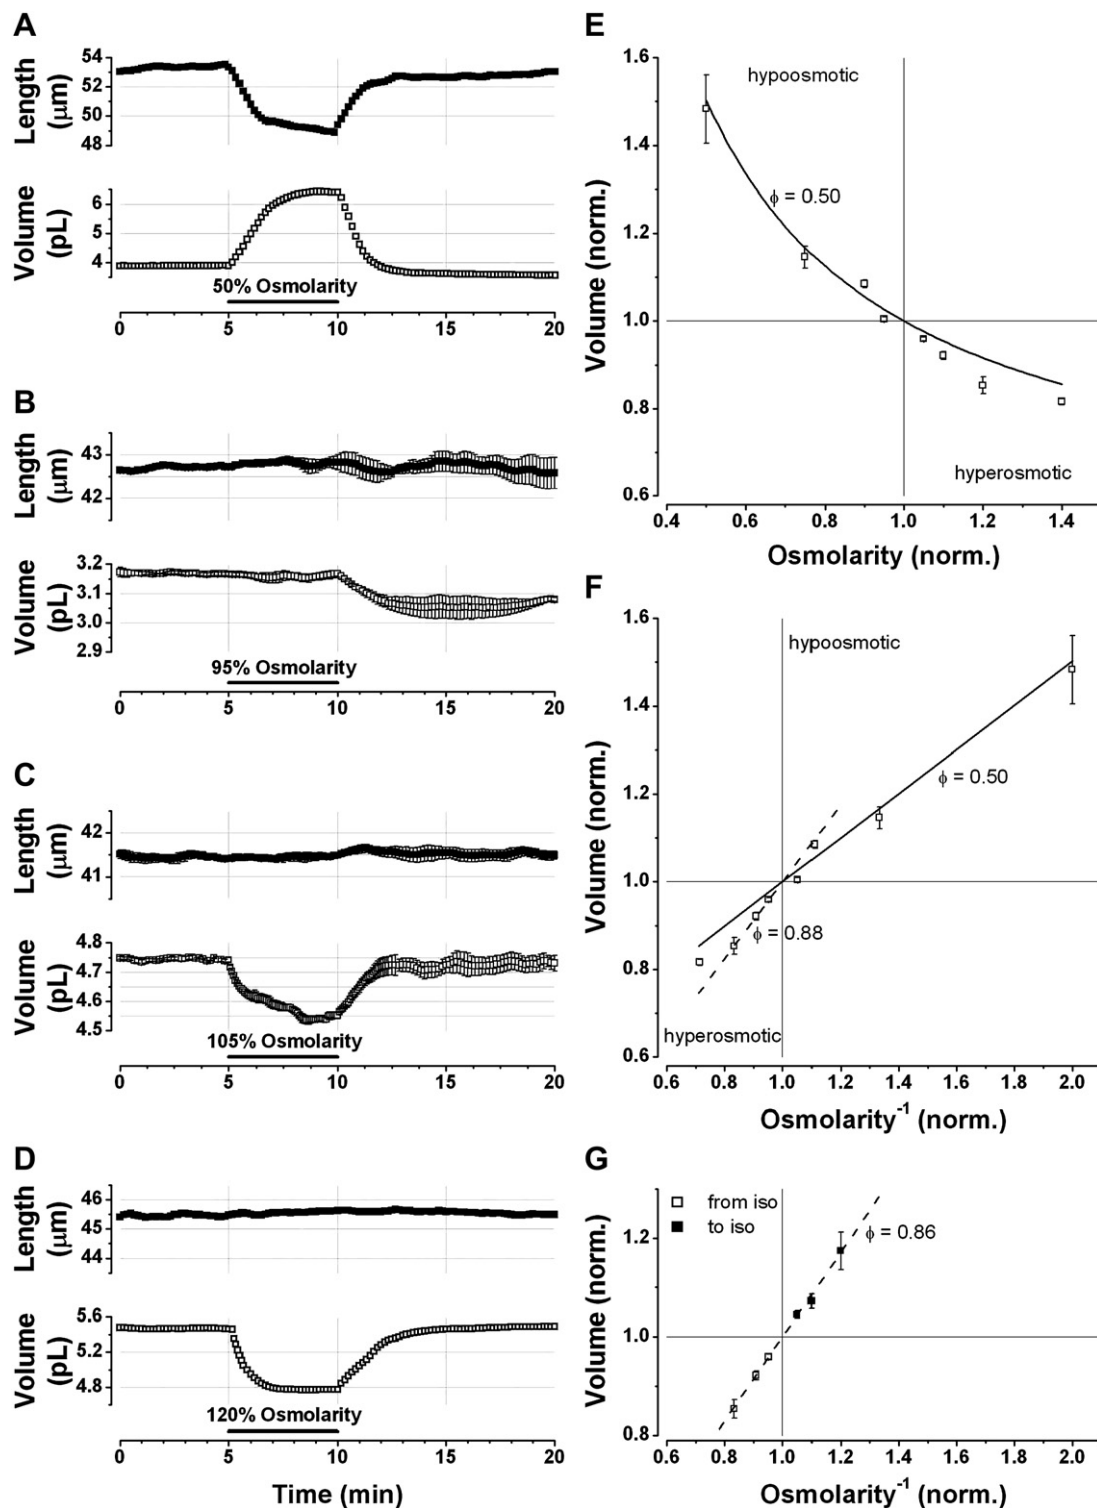 A
Length
(μm)
54
52
50
48
Volume
(pL)
6
5
4
50% Osmolarity
0 5 10 15 20
B
Length
(μm)
43
42
Volume
(pL)
3.2
3.1
3.0
2.9
95% Osmolarity
0 5 10 15 20
C
Length
(μm)
42
41
Volume
(pL)
4.8
4.7
4.6
4.5
105% Osmolarity
0 5 10 15 20
D
Length
(μm)
46
45
44
Volume
(pL)
5.6
5.2
4.8
120% Osmolarity
0 5 10 15 20
Time (min)
E
Volume (norm.)
1.6
1.4
1.2
1.0
0.8
0.6
hypoosmotic
ϕ = 0.50
hyperosmotic
0.4 0.6 0.8 1.0 1.2 1.4
Osmolarity (norm.)
F
Volume (norm.)
1.6
1.4
1.2
1.0
0.8
0.6
hypoosmotic
ϕ = 0.50
ϕ = 0.88
hyperosmotic
0.6 0.8 1.0 1.2 1.4 1.6 1.8 2.0
Osmolarity⁻¹ (norm.)
G
Volume (norm.)
1.2
1.0
0.8
from iso
to iso
ϕ = 0.86
0.6 0.8 1.0 1.2 1.4 1.6 1.8 2.0
Osmolarity⁻¹ (norm.)